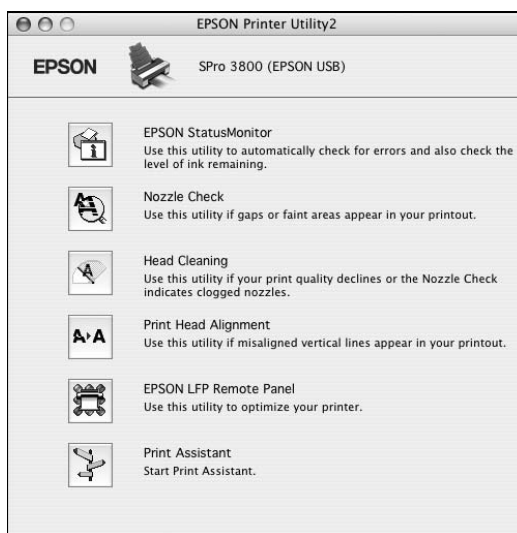 EPSON Printer Utility2
EPSON
SPro 3800 (EPSON USB)
EPSON StatusMonitor
Use this utility to automatically check for errors and also check the
level of ink remaining.
Nozzle Check
Use this utility if gaps or faint areas appear in your printout.
Head Cleaning
Use this utility if your print quality declines or the Nozzle Check
indicates clogged nozzles.
A▸A
Print Head Alignment
Use this utility if misaligned vertical lines appear in your printout.
EPSON LFP Remote Panel
Use this utility to optimize your printer.
Print Assistant
Start Print Assistant.